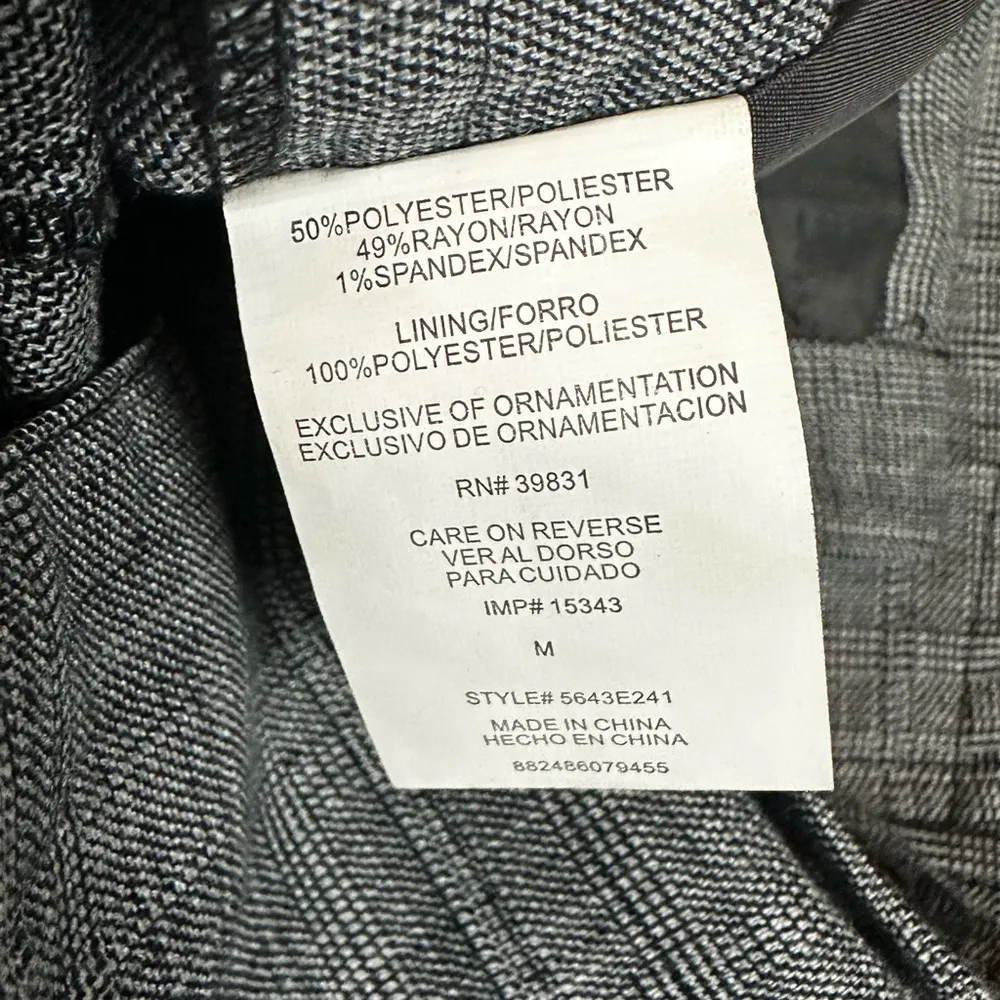 50%POLYESTER/POLIESTER
49%RAYON/RAYON
1%SPANDEX/SPANDEX
LINING/FORRO
100%POLYESTER/POLIESTER
EXCLUSIVE OF ORNAMENTATION
EXCLUSIVO DE ORNAMENTACION
RN# 39831
CARE ON REVERSE
VER AL DORSO
PARA CUIDADO
IMP# 15343
M
STYLE# 5643E241
MADE IN CHINA
HECHO EN CHINA
882486079455